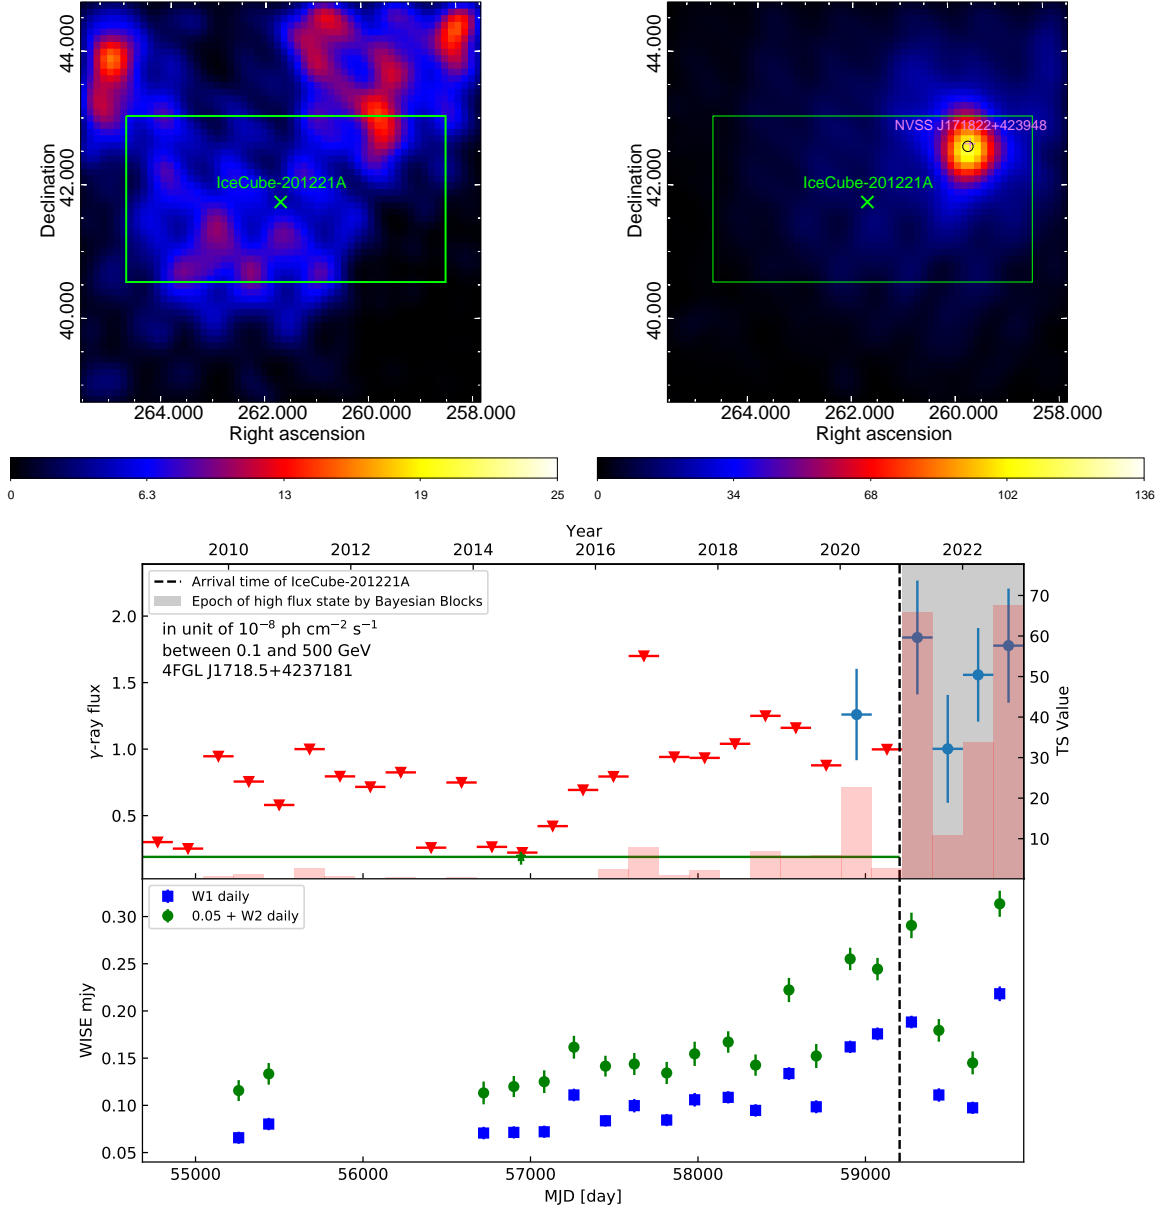 44.000
42.000
40.000
Declination
IceCube-201221A
264.000 262.000 260.000 258.000
Right ascension
0 6.3 13 19 25
44.000
42.000
40.000
Declination
NVSS J171822+423948
IceCube-201221A
264.000 262.000 260.000 258.000
Right ascension
0 34 68 102 136
Year
2010 2012 2014 2016 2018 2020 2022
Arrival time of IceCube-201221A
Epoch of high flux state by Bayesian Blocks
in unit of 10⁻⁸ ph cm⁻² s⁻¹
between 0.1 and 500 GeV
4FGL J1718.5+4237181
2.0
1.5
1.0
0.5
γ-ray flux
70
60
50
40
30
20
10
TS Value
W1 daily
0.05 + W2 daily
0.30
0.25
0.20
0.15
0.10
0.05
WISE mjy
55000 56000 57000 58000 59000
MJD [day]